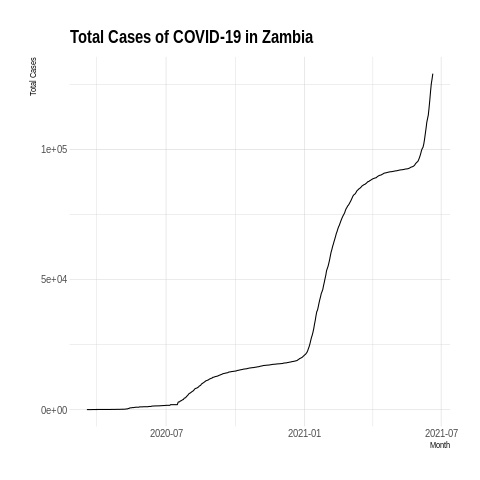 Total Cases of COVID-19 in Zambia
Total Cases
1e+05
5e+04
0e+00
2020-07
2021-01
2021-07
Month